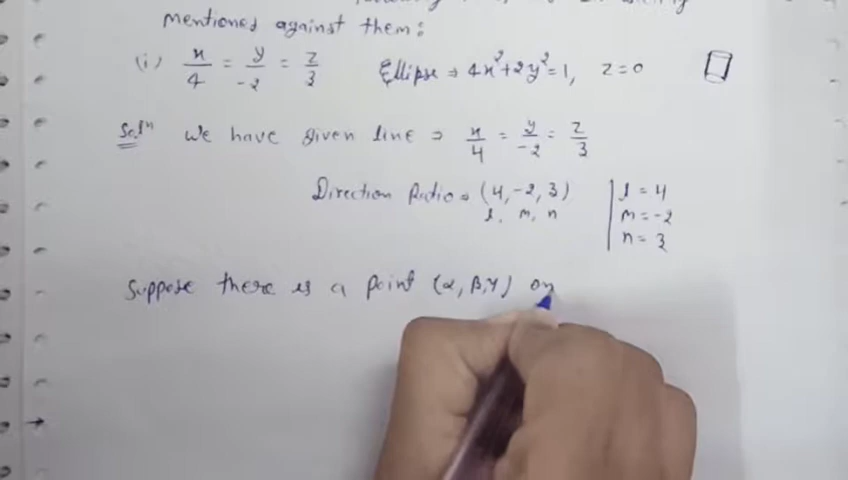 mentioned against them:
(i) x/4 = y/-2 = z/3 Ellipse ⇒ 4x²+2y²=1, z=0
Solⁿ We have given line ⇒ x/4 = y/-2 = z/3
Direction Ratio ⇒ (4,-2,3) l = 4
l, m, n m = -2
n = 3
Suppose there is a point (α, β, γ) on